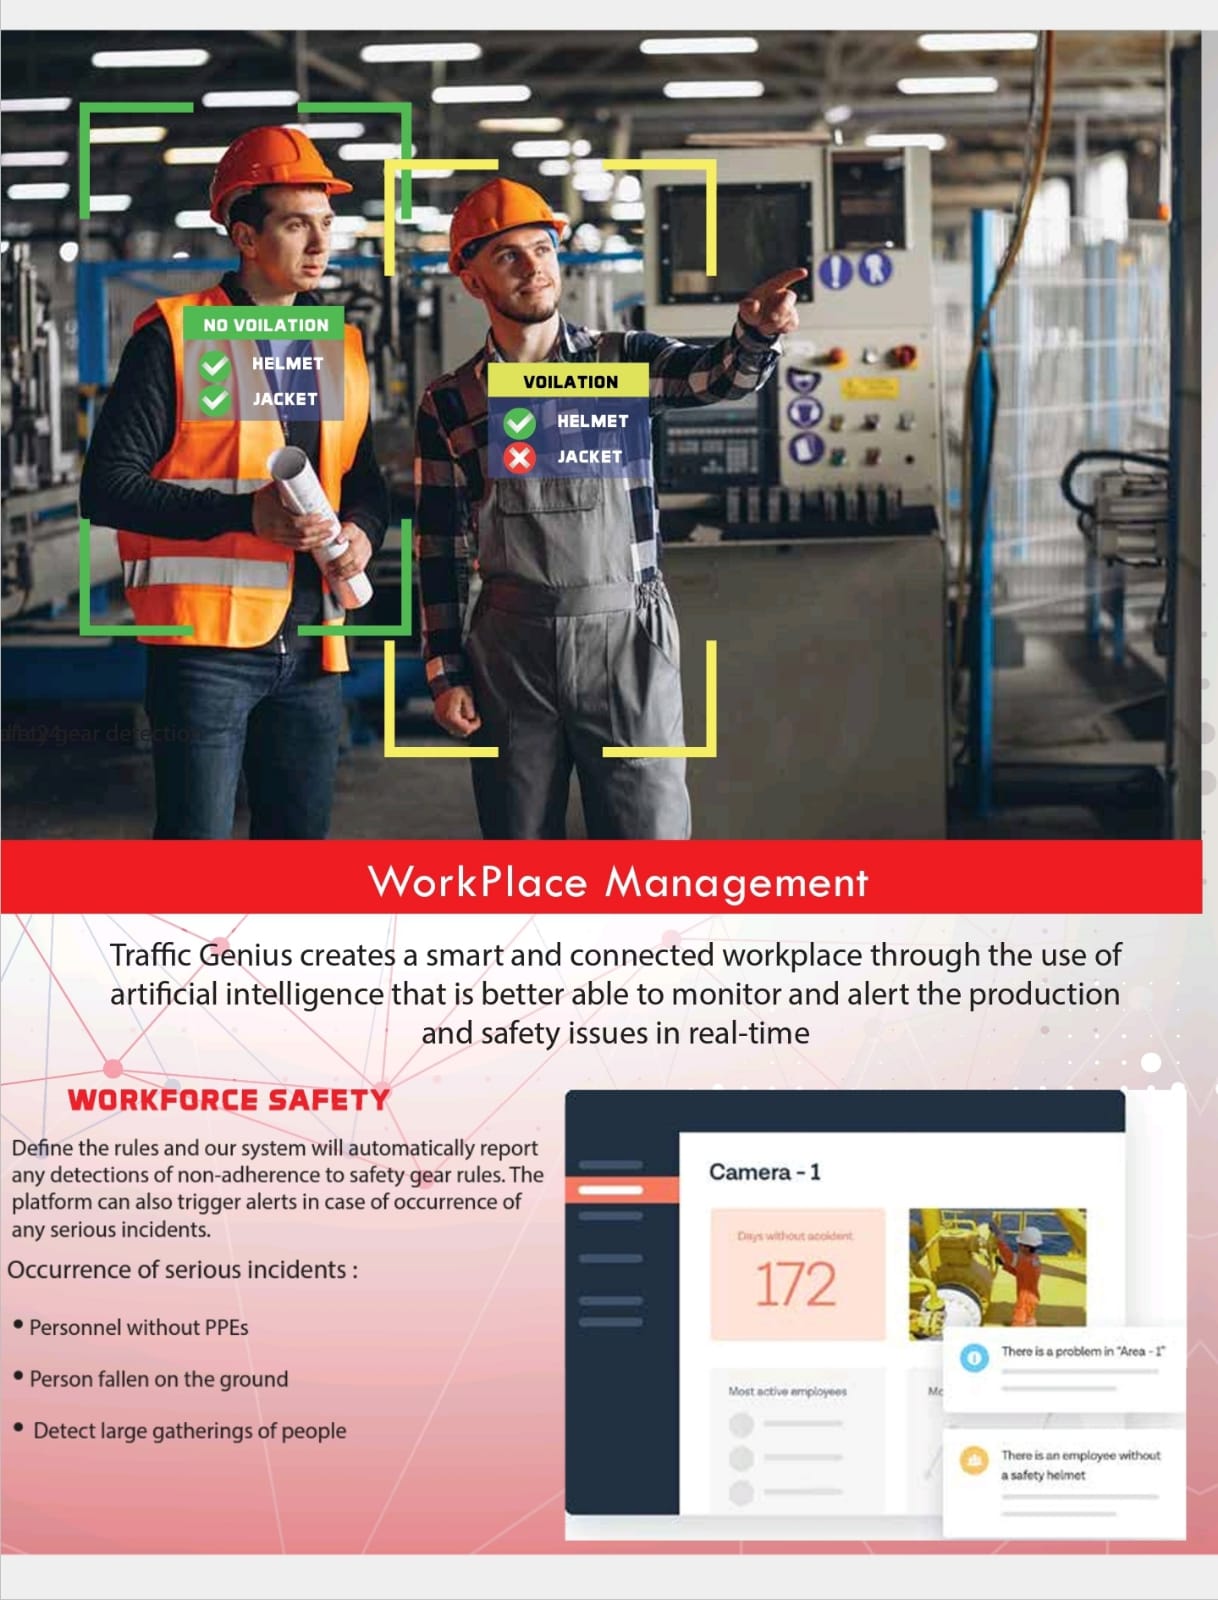 NO VOILATION
HELMET
JACKET
VOILATION
HELMET
JACKET
gear detection
WorkPlace Management
Traffic Genius creates a smart and connected workplace through the use of
artificial intelligence that is better able to monitor and alert the production
and safety issues in real-time
WORKFORCE SAFETY
Define the rules and our system will automatically report
any detections of non-adherence to safety gear rules. The
platform can also trigger alerts in case of occurrence of
any serious incidents.
Occurrence of serious incidents :
• Personnel without PPEs
• Person fallen on the ground
• Detect large gatherings of people
Camera - 1
Days without accident
172
There is a problem in "Area - 1"
Most active employees
There is an employee without
a safety helmet